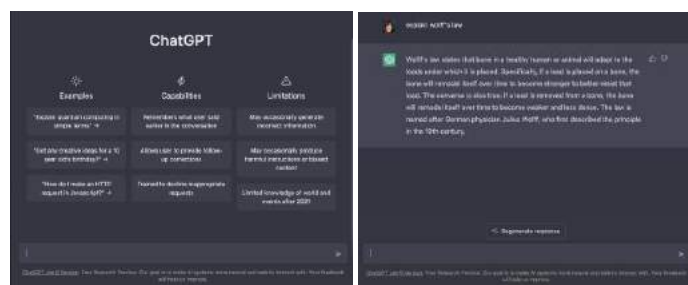 ChatGPT
Examples
Capabilities
Limitations
"Explain quantum computing in
simple terms" →
Remembers what user said
earlier in the conversation
May occasionally generate
incorrect information
"Got any creative ideas for a 10
year old's birthday?" →
Allows user to provide follow-
up corrections
May occasionally produce
harmful instructions or biased
content
"How do I make an HTTP
request in Javascript?" →
Trained to decline inappropriate
requests
Limited knowledge of world and
events after 2021
explain wolff's law
Wolff's law states that bone in a healthy human or animal will adapt to the
loads under which it is placed. Specifically, if a load is placed on a bone, the
bone will remodel itself over time to become stronger to better resist that
load. The converse is also true: if a load is removed from a bone, the bone
will remodel itself over time to become weaker and less dense. The law is
named after German physician Julius Wolff, who first described the principle
in the 19th century.
Regenerate response